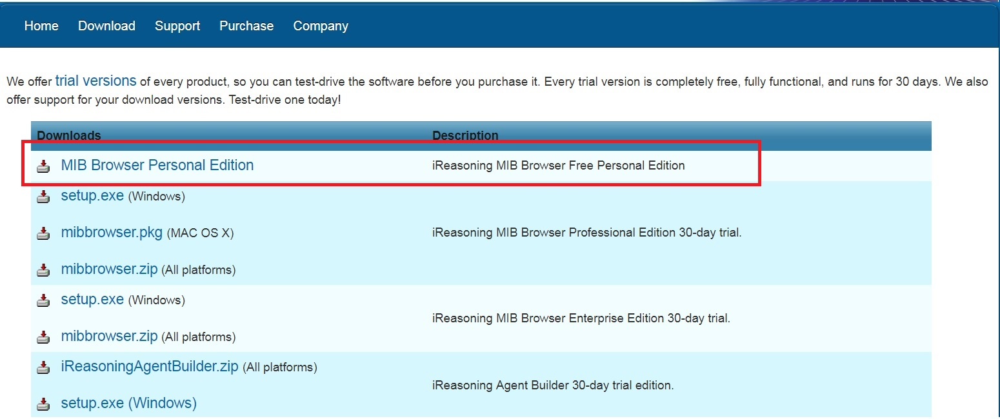 Home Download Support Purchase Company
We offer trial versions of every product, so you can test-drive the software before you purchase it. Every trial version is completely free, fully functional, and runs for 30 days. We also
offer support for your download versions. Test-drive one today!
Downloads Description
MIB Browser Personal Edition iReasoning MIB Browser Free Personal Edition
setup.exe (Windows)
mibbrowser.pkg (MAC OS X) iReasoning MIB Browser Professional Edition 30-day trial.
mibbrowser.zip (All platforms)
setup.exe (Windows)
iReasoning MIB Browser Enterprise Edition 30-day trial.
mibbrowser.zip (All platforms)
iReasoningAgentBuilder.zip (All platforms)
iReasoning Agent Builder 30-day trial edition.
setup.exe (Windows)